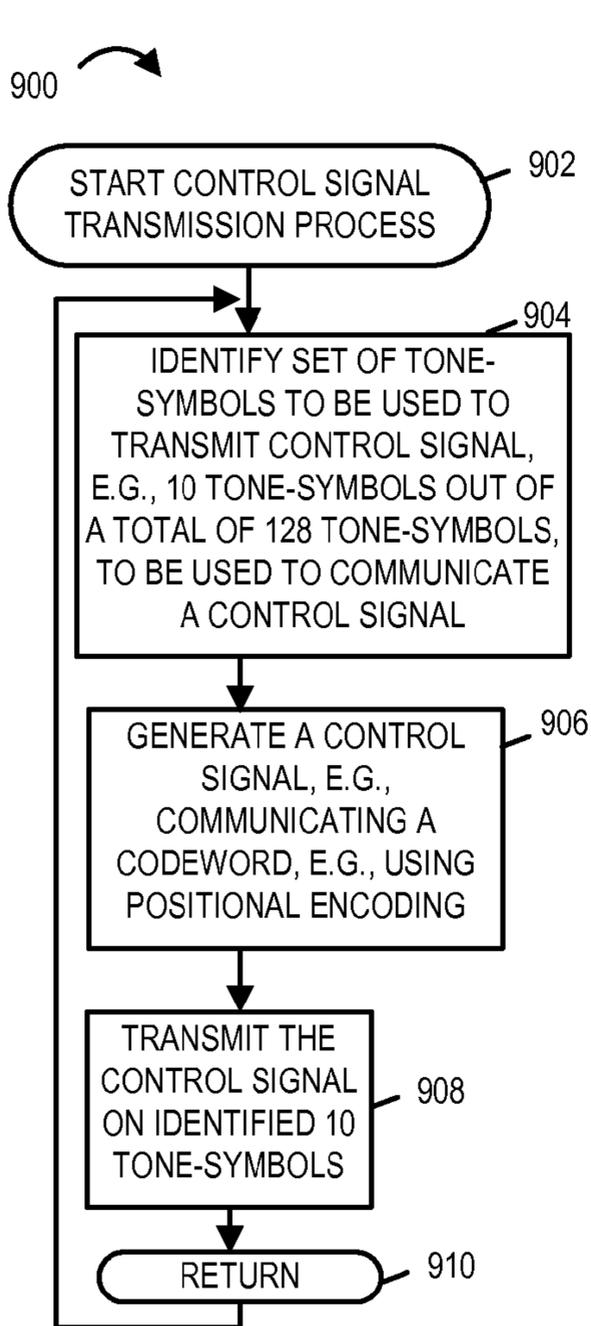 900
START CONTROL SIGNAL
TRANSMISSION PROCESS
902
904
IDENTIFY SET OF TONE-
SYMBOLS TO BE USED TO
TRANSMIT CONTROL SIGNAL,
E.G., 10 TONE-SYMBOLS OUT OF
A TOTAL OF 128 TONE-SYMBOLS,
TO BE USED TO COMMUNICATE
A CONTROL SIGNAL
906
GENERATE A CONTROL
SIGNAL, E.G.,
COMMUNICATING A
CODEWORD, E.G., USING
POSITIONAL ENCODING
TRANSMIT THE
CONTROL SIGNAL
ON IDENTIFIED 10
TONE-SYMBOLS
908
RETURN
910